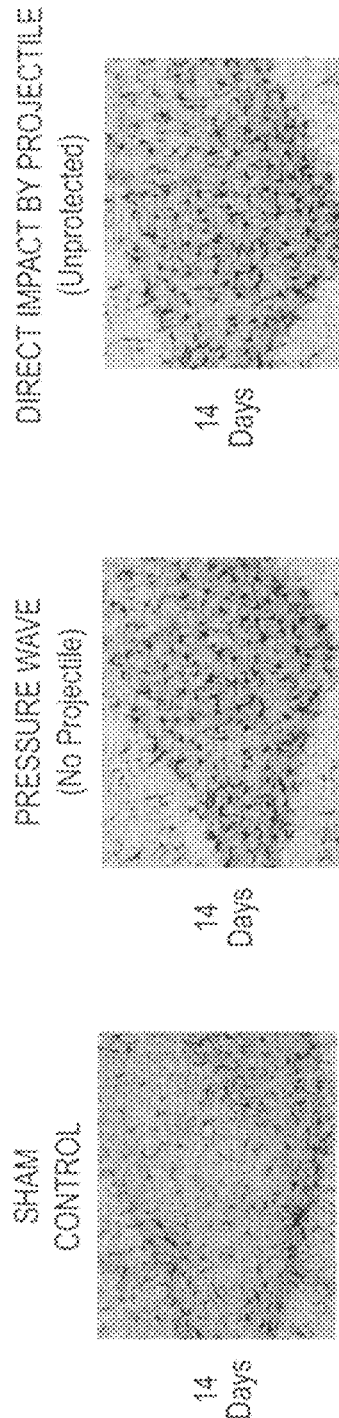 SHAM
CONTROL
14
Days
PRESSURE WAVE
(No Projectile)
14
Days
DIRECT IMPACT BY PROJECTILE
(Unprotected)
14
Days